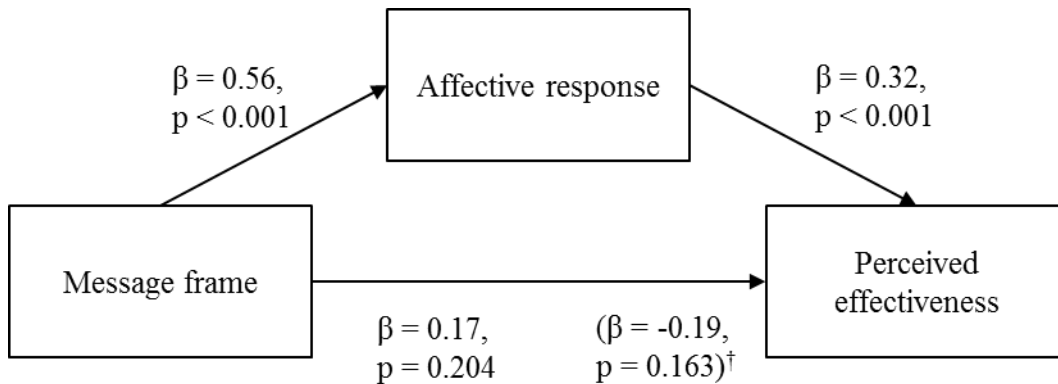 Affective response
β = 0.56,
p < 0.001
β = 0.32,
p < 0.001
Message frame
Perceived
effectiveness
β = 0.17,
p = 0.204
(β = -0.19,
p = 0.163)†